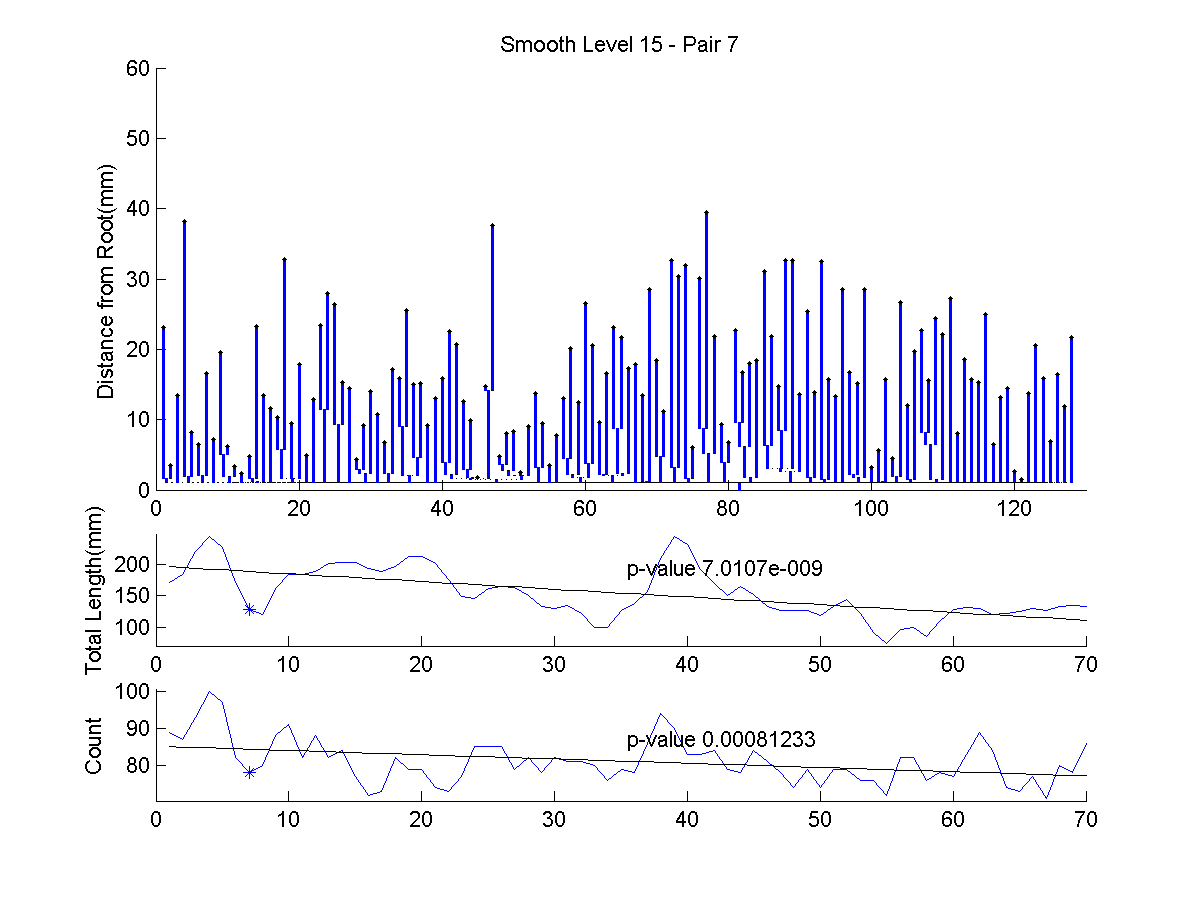 Smooth Level 15 - Pair 7
Distance from Root(mm)
60
50
40
30
20
10
0
0 20 40 60 80 100 120
Total Length(mm)
200
150
100
p-value 7.0107e-009
0 10 20 30 40 50 60 70
Count
100
90
80
p-value 0.00081233
0 10 20 30 40 50 60 70